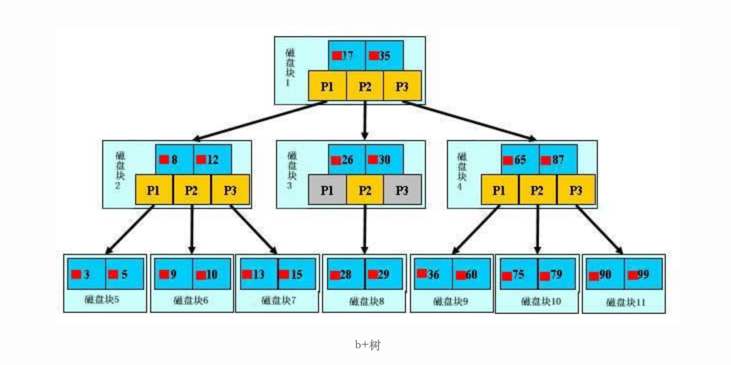 磁盘块1
17 35
P1 P2 P3
磁盘块2
8 12
P1 P2 P3
磁盘块3
26 30
P1 P2 P3
磁盘块4
65 87
P1 P2 P3
3 5
磁盘块5
9 10
磁盘块6
13 15
磁盘块7
28 29
磁盘块8
36 60
磁盘块9
75 79
磁盘块10
90 99
磁盘块11
b+树